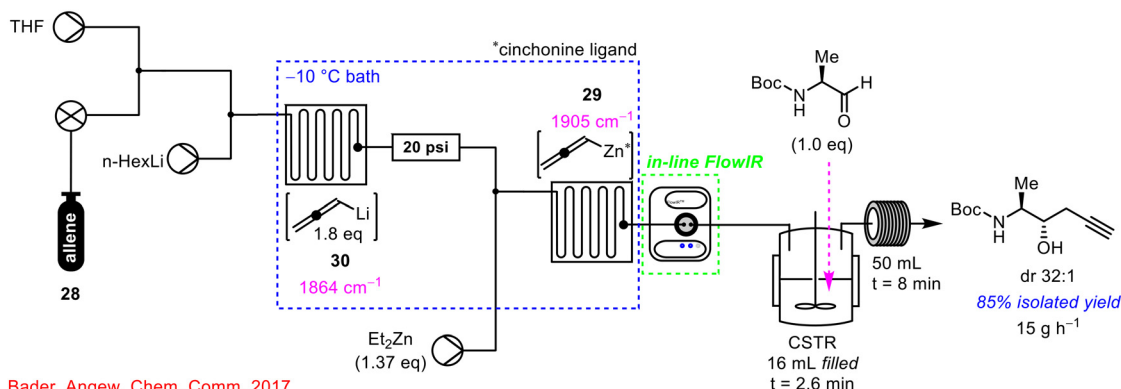 THF
n-HexLi
allene
28
*cinchonine ligand
–10 °C bath
20 psi
Li
1.8 eq
30
1864 cm–1
29
1905 cm–1
Zn*
Et2Zn
(1.37 eq)
in-line FlowIR
Me
BocN
H
H
O
(1.0 eq)
CSTR
16 mL filled
t = 2.6 min
50 mL
t = 8 min
Me
BocN
H
OH
dr 32:1
85% isolated yield
15 g h–1
Bader, Angew. Chem. Comm. 2017